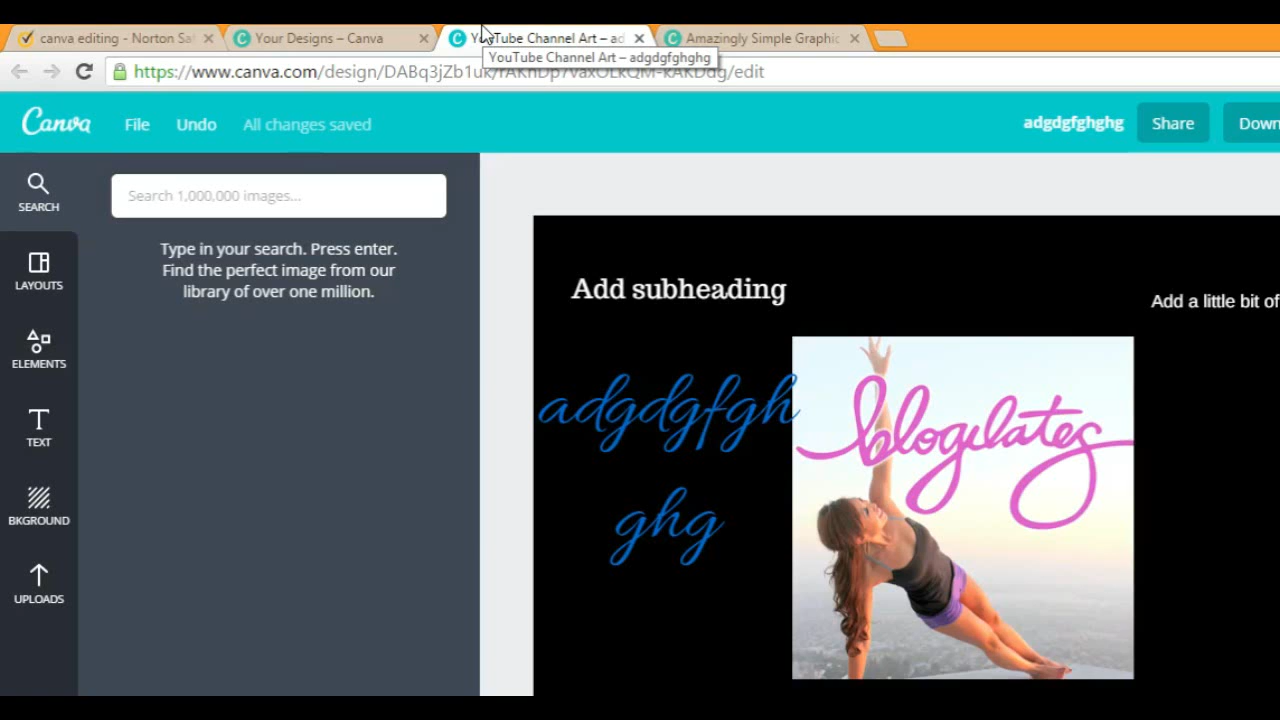 canva editing - Norton Sa
Your Designs – Canva
YouTube Channel Art – ad
Amazingly Simple Graphic
YouTube Channel Art – adgdgfghghg
https://www.canva.com/design/DABq3jZb1uk/
/edit
Canva
File
Undo
All changes saved
adgdgfghghg
Share
Down
SEARCH
Search 1,000,000 images...
Type in your search. Press enter.
Find the perfect image from our
library of over one million.
LAYOUTS
ELEMENTS
TEXT
BKGROUND
UPLOADS
Add subheading
Add a little bit of
adgdgfgh
ghg
blogilates